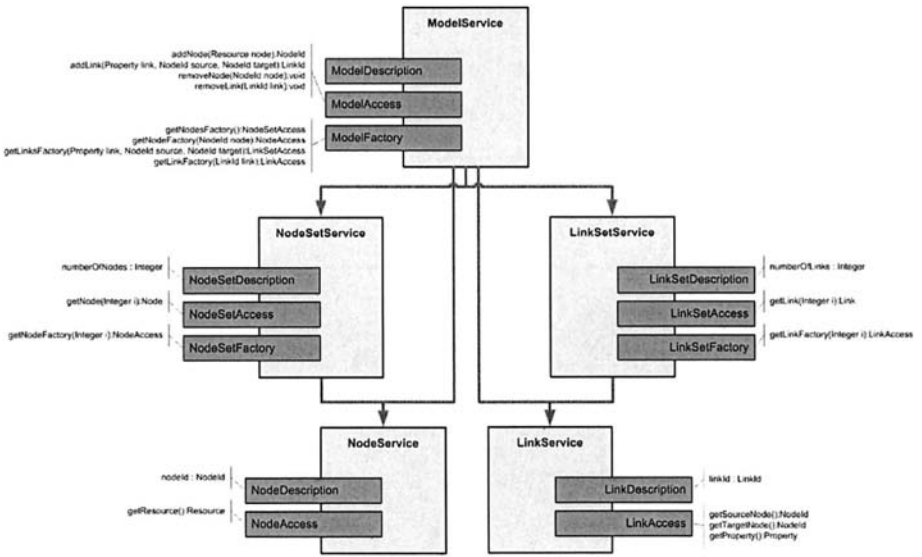 ModelService
addNode(Resource node):NodeId
addLink(Property link, NodeId source, NodeId target):LinkId
removeNode(NodeId node):void
removeLink(LinkId link):void
ModelDescription
ModelAccess
ModelFactory
getNodesFactory():NodeSetAccess
getNodeFactory(NodeId node):NodeAccess
getLinksFactory(Property link, NodeId source, NodeId target):LinkSetAccess
getLinkFactory(LinkId link):LinkAccess
NodeSetService
numberOfNodes : Integer
NodeSetDescription
getNode(Integer i):Node
NodeSetAccess
getNodeFactory(Integer i):NodeAccess
NodeSetFactory
LinkSetService
LinkSetDescription
numberOfLinks : Integer
LinkSetAccess
getLink(Integer i):Link
LinkSetFactory
getLinkFactory(Integer i):LinkAccess
NodeService
nodeId : NodeId
NodeDescription
getResource():Resource
NodeAccess
LinkService
LinkDescription
linkId : LinkId
LinkAccess
getSourceNode():NodeId
getTargetNode():NodeId
getProperty():Property